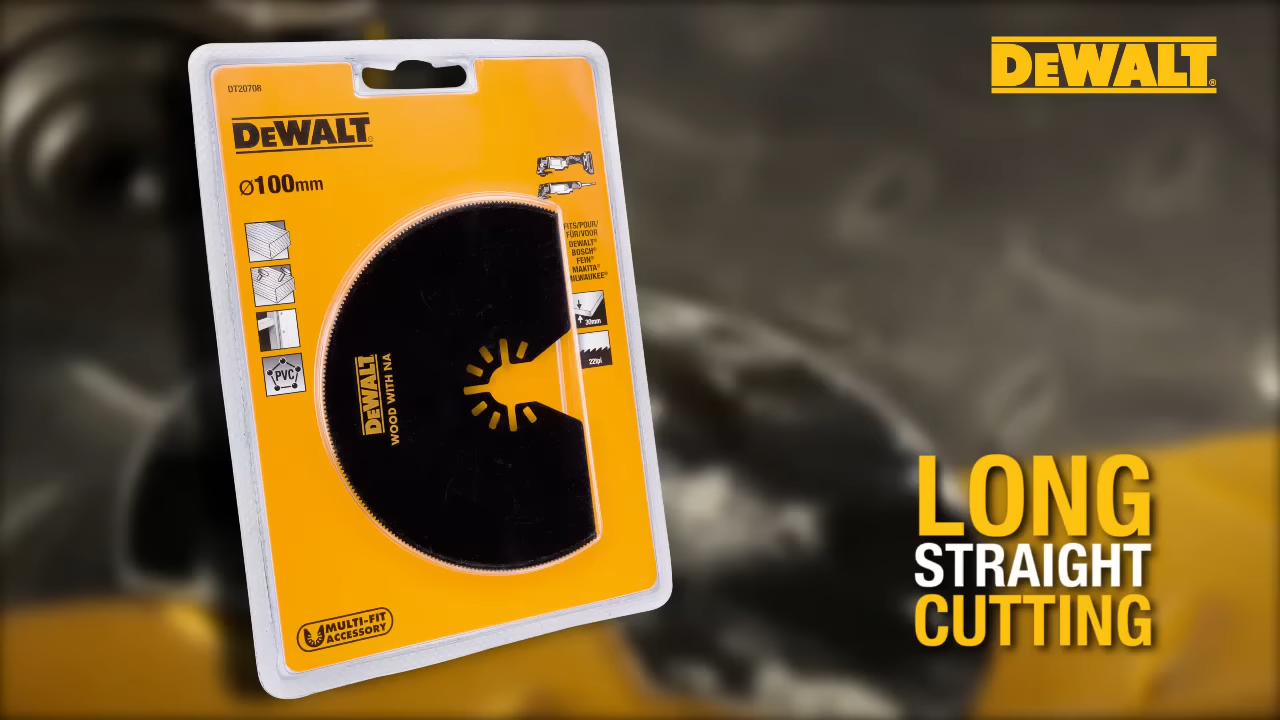 DT20708
DEWALT®
Ø100mm
FITS/POUR/
FÜR/VOOR
DEWALT®
BOSCH®
FEIN®
MAKITA®
MILWAUKEE®
30mm
22tpi
PVC
DEWALT
WOOD WITH NA
MULTI-FIT
ACCESSORY
DEWALT®
LONG
STRAIGHT
CUTTING